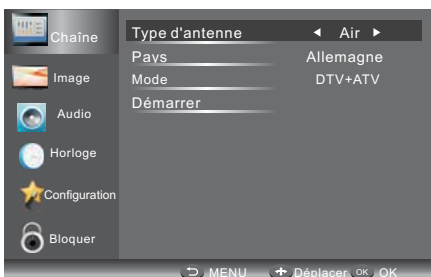 Chaîne
Image
Audio
Horloge
Configuration
Bloquer
Type d'antenne ◄ Air ►
Pays Allemagne
Mode DTV+ATV
Démarrer
MENU Déplacer OK OK